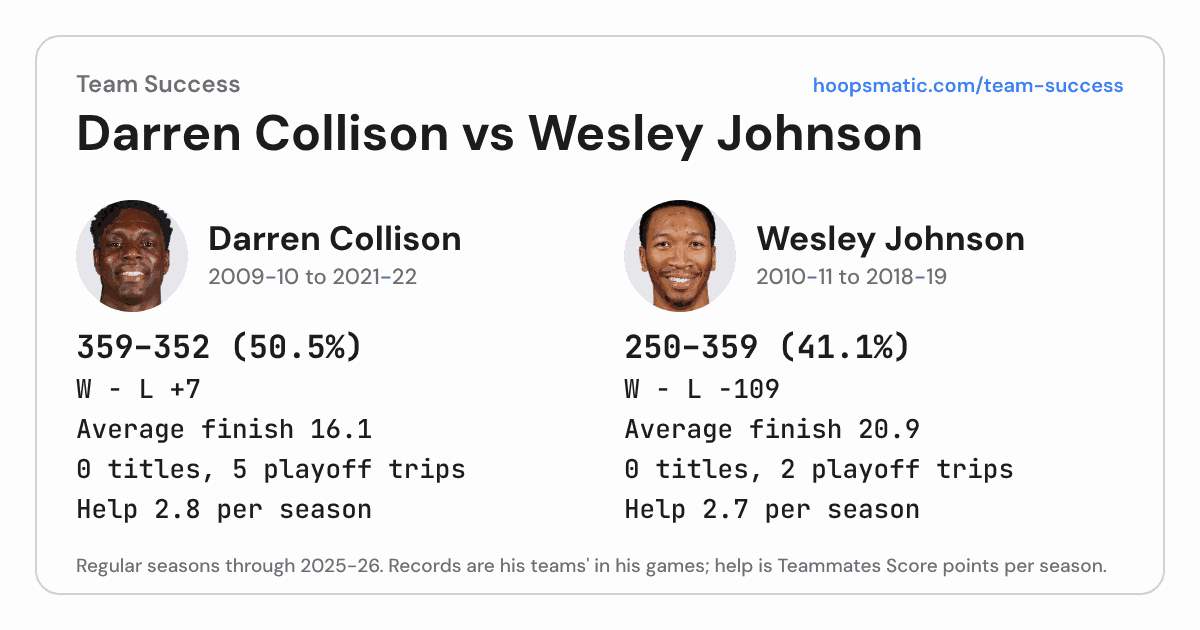 Team Success
hoopsmatic.com/team-success
Darren Collison vs Wesley Johnson
Darren Collison
2009–10 to 2021–22
359–352 (50.5%)
W - L +7
Average finish 16.1
0 titles, 5 playoff trips
Help 2.8 per season
Wesley Johnson
2010–11 to 2018–19
250–359 (41.1%)
W - L -109
Average finish 20.9
0 titles, 2 playoff trips
Help 2.7 per season
Regular seasons through 2025-26. Records are his teams' in his games; help is Teammates Score points per season.